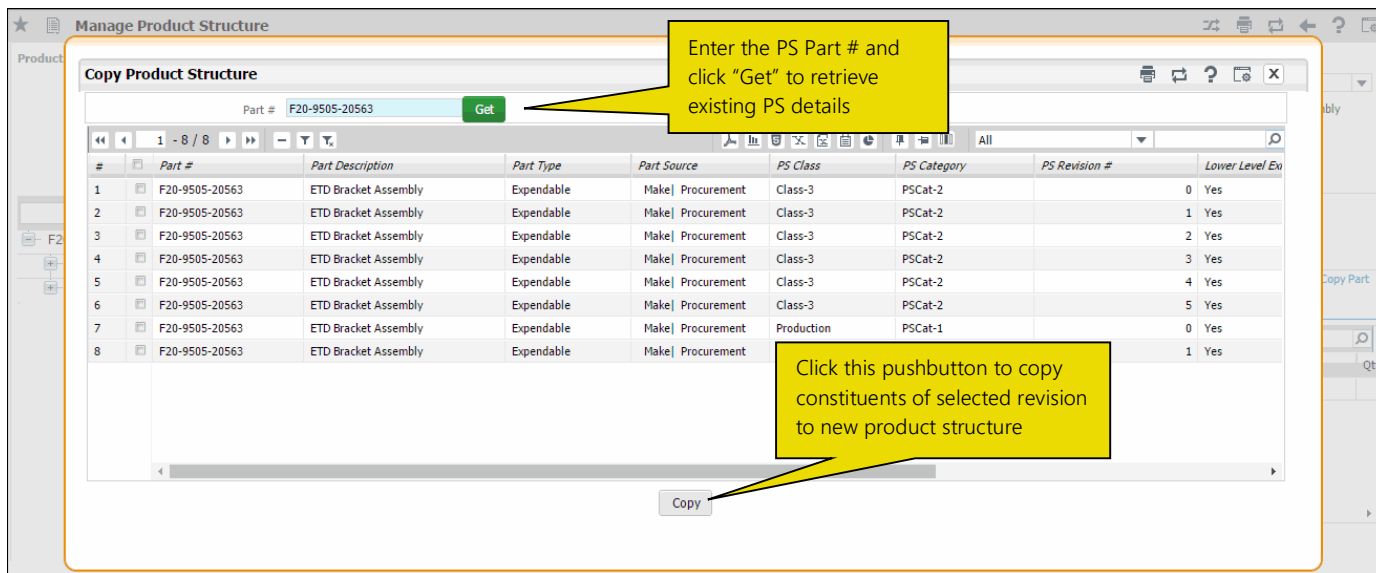 Manage Product Structure
Product
Copy Product Structure
Enter the PS Part # and
click “Get” to retrieve
existing PS details
Part # F20-9505-20563 Get
1 - 8 / 8 All
# Part # Part Description Part Type Part Source PS Class PS Category PS Revision # Lower Level
1 F20-9505-20563 ETD Bracket Assembly Expendable Make| Procurement Class-3 PSCat-2 0 Yes
2 F20-9505-20563 ETD Bracket Assembly Expendable Make| Procurement Class-3 PSCat-2 1 Yes
3 F20-9505-20563 ETD Bracket Assembly Expendable Make| Procurement Class-3 PSCat-2 2 Yes
4 F20-9505-20563 ETD Bracket Assembly Expendable Make| Procurement Class-3 PSCat-2 3 Yes
5 F20-9505-20563 ETD Bracket Assembly Expendable Make| Procurement Class-3 PSCat-2 4 Yes
6 F20-9505-20563 ETD Bracket Assembly Expendable Make| Procurement Class-3 PSCat-2 5 Yes
7 F20-9505-20563 ETD Bracket Assembly Expendable Make| Procurement Production PSCat-1 0 Yes
8 F20-9505-20563 ETD Bracket Assembly Expendable Make| Procurement 1 Yes
Click this pushbutton to copy
constituents of selected revision
to new product structure
Copy
F2
bly
Copy Part
Qt